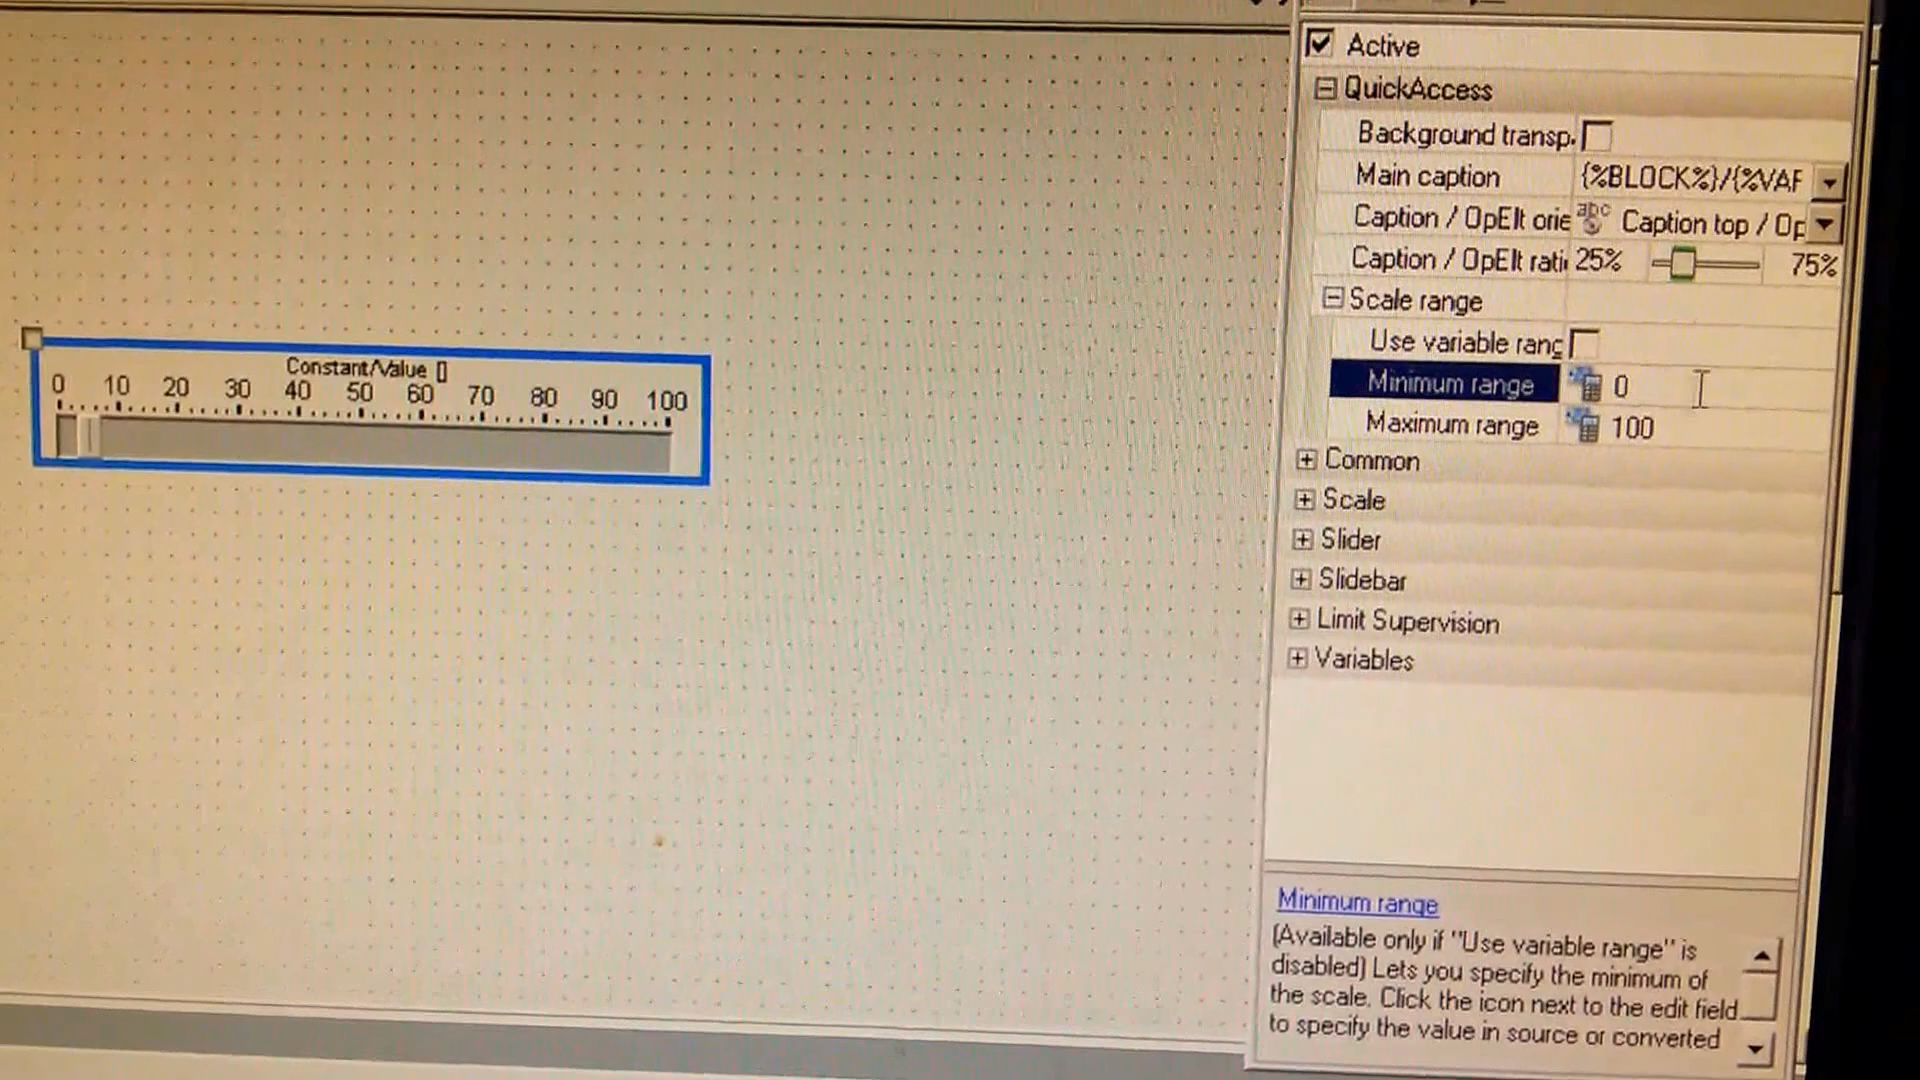 Constant/Value []
0 10 20 30 40 50 60 70 80 90 100
Active
QuickAccess
Background transp.
Main caption {%BLOCK%}/{%VAR
Caption / OpElt orie abc Caption top / Op
Caption / OpElt rati 25% 75%
Scale range
Use variable rang
Minimum range 0
Maximum range 100
Common
Scale
Slider
Slidebar
Limit Supervision
Variables
Minimum range
(Available only if "Use variable range" is
disabled) Lets you specify the minimum of
the scale. Click the icon next to the edit field
to specify the value in source or converted